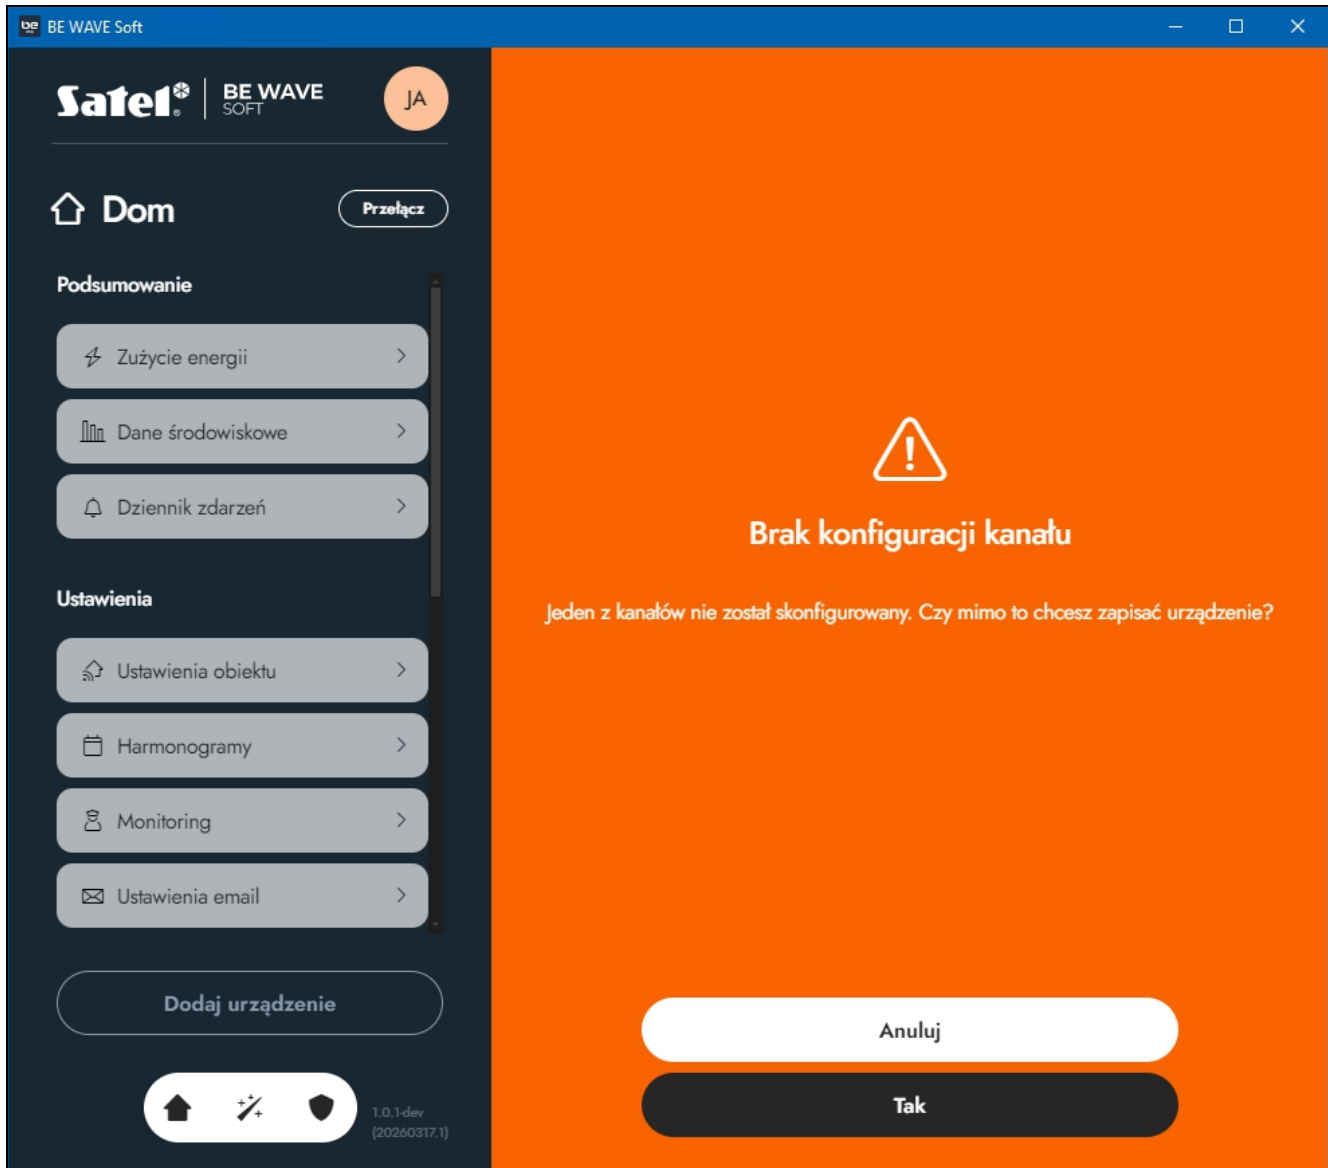 be
BE WAVE Soft
Satel®
BE WAVE
SOFT
JA
Dom
Przełącz
Podsumowanie
Zużycie energii
Dane środowiskowe
Dziennik zdarzeń
Ustawienia
Ustawienia obiektu
Harmonogramy
Monitoring
Ustawienia email
Dodaj urządzenie
1.0.1-dev
(20260317.1)
Brak konfiguracji kanału
Jeden z kanałów nie został skonfigurowany. Czy mimo to chcesz zapisać urządzenie?
Anuluj
Tak